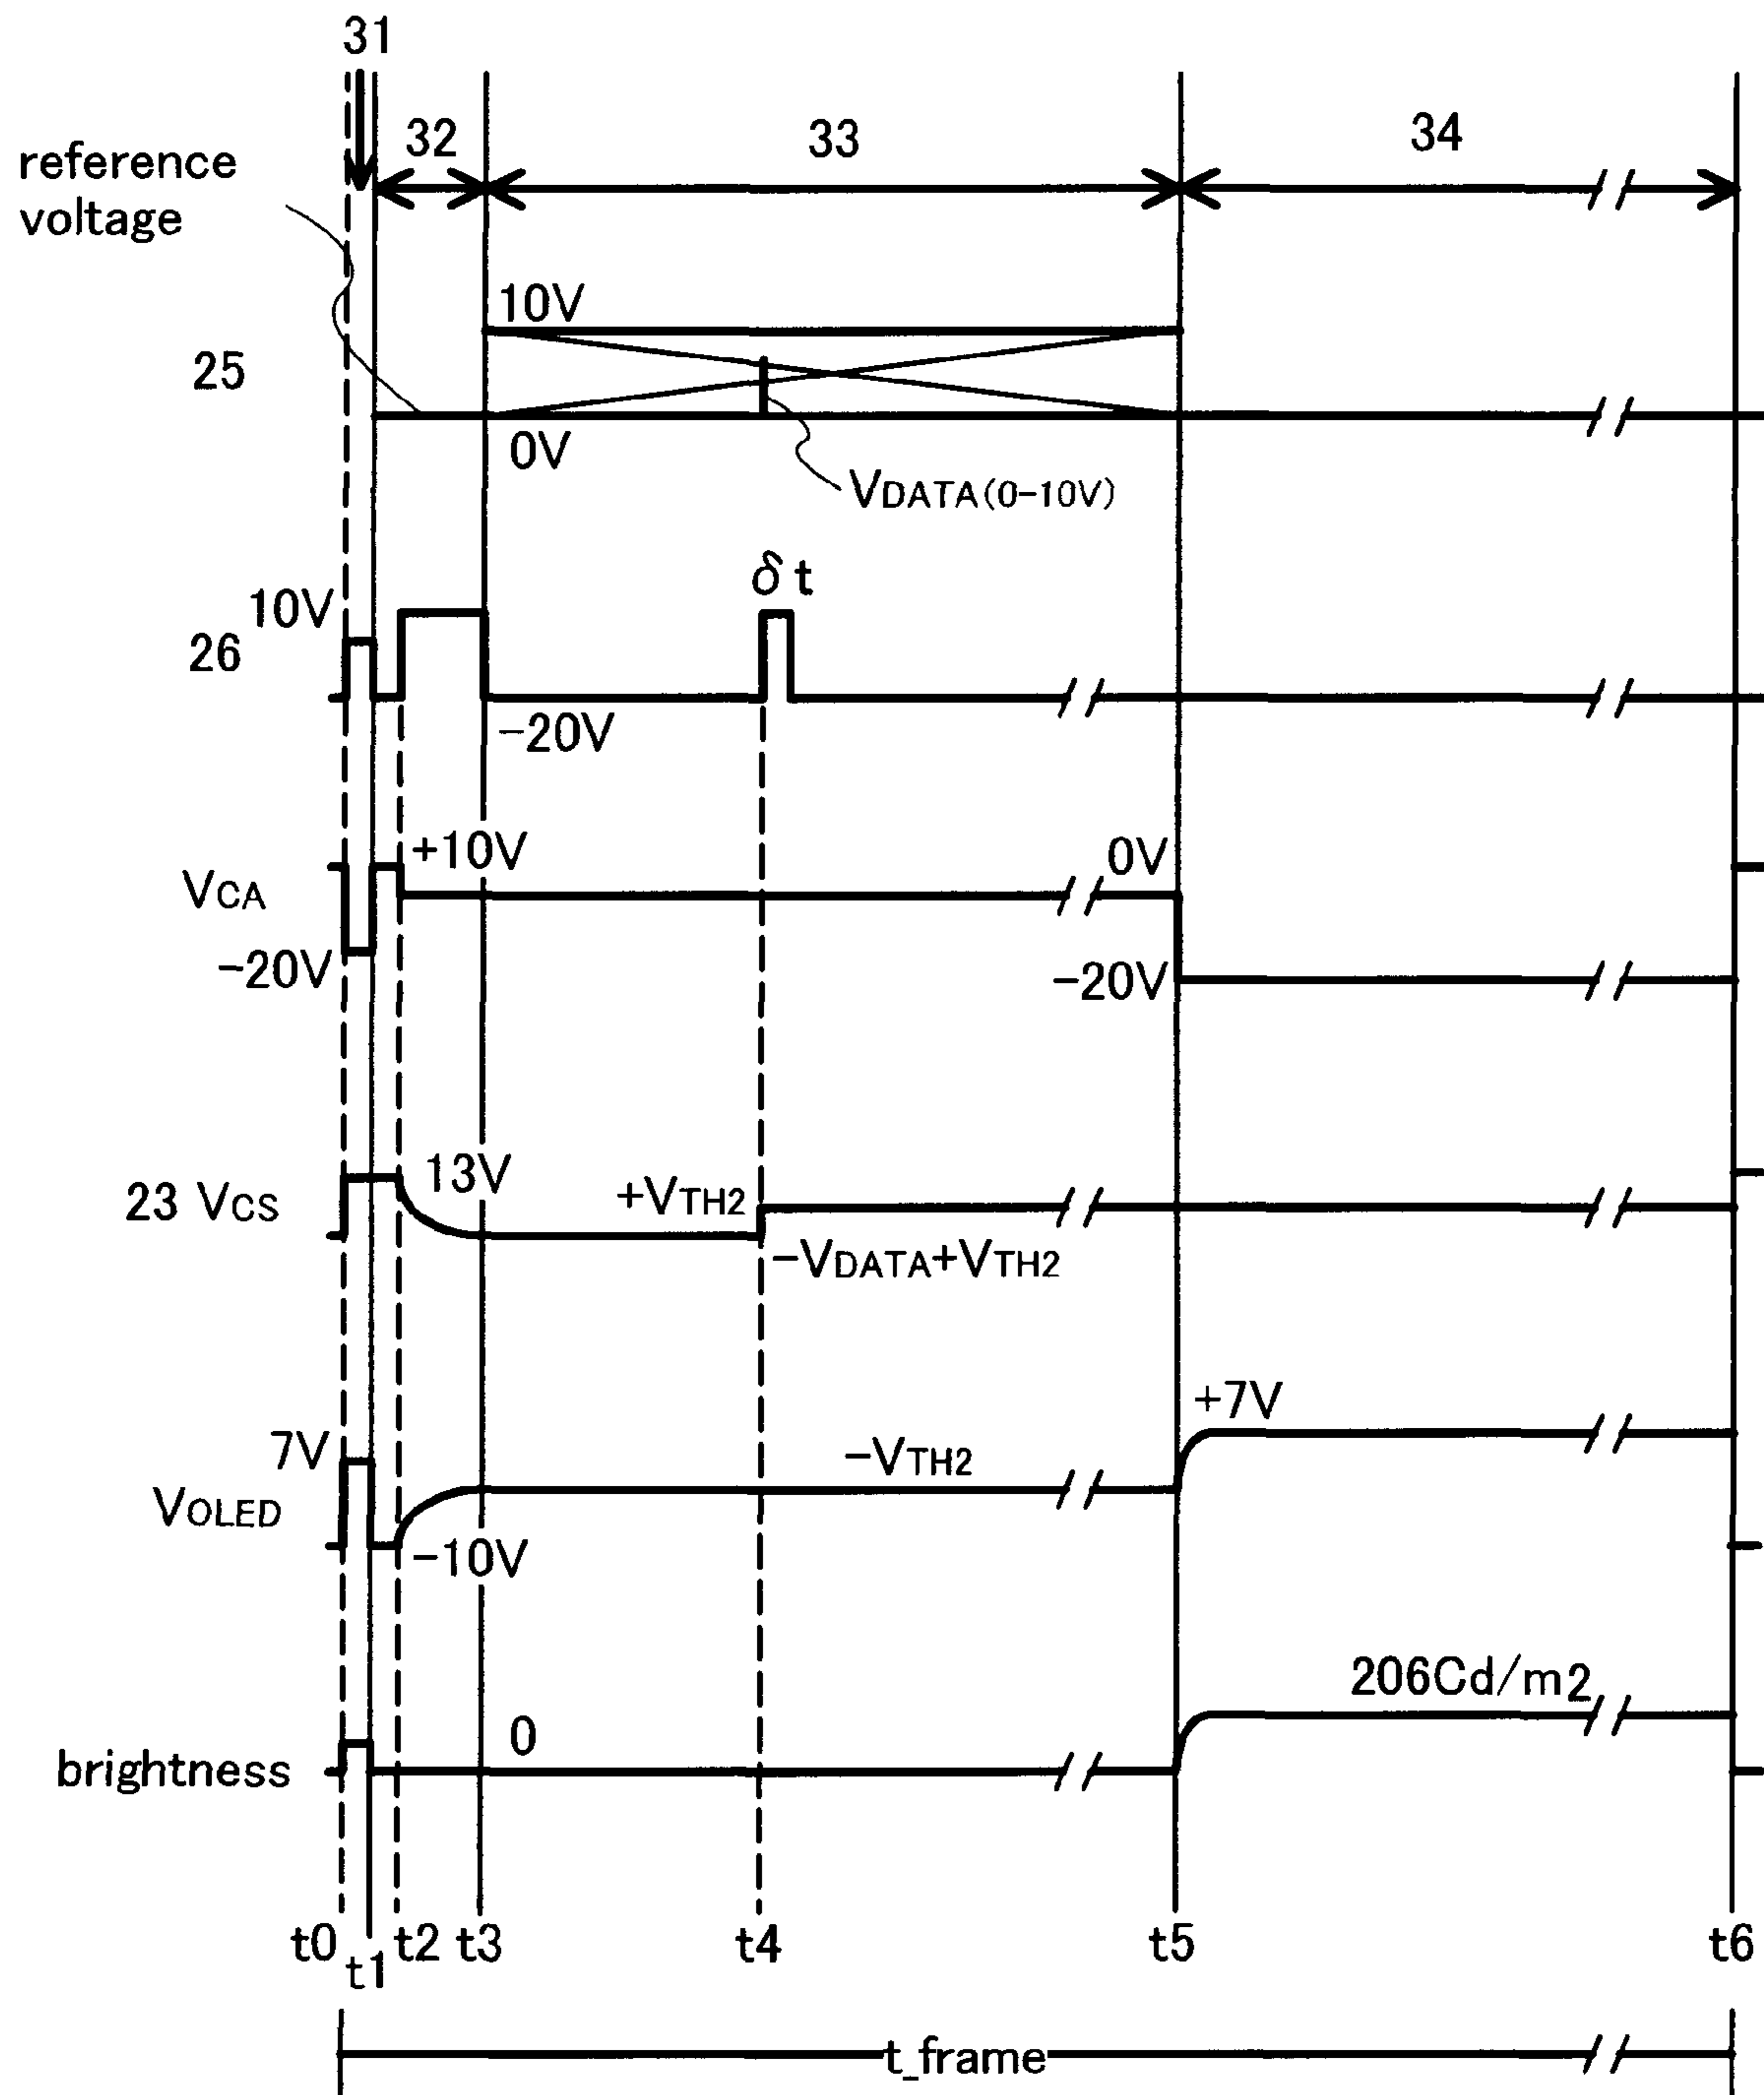 31
32
33
34
reference
voltage
10V
25
0V
VDATA(0-10V)
δt
10V
26
-20V
+10V
0V
VCA
-20V
-20V
13V
+VTH2
23 VCS
-VDATA+VTH2
+7V
7V
-VTH2
VOLED
-10V
206Cd/m2
0
brightness
t0
t1
t2
t3
t4
t5
t6
t_frame